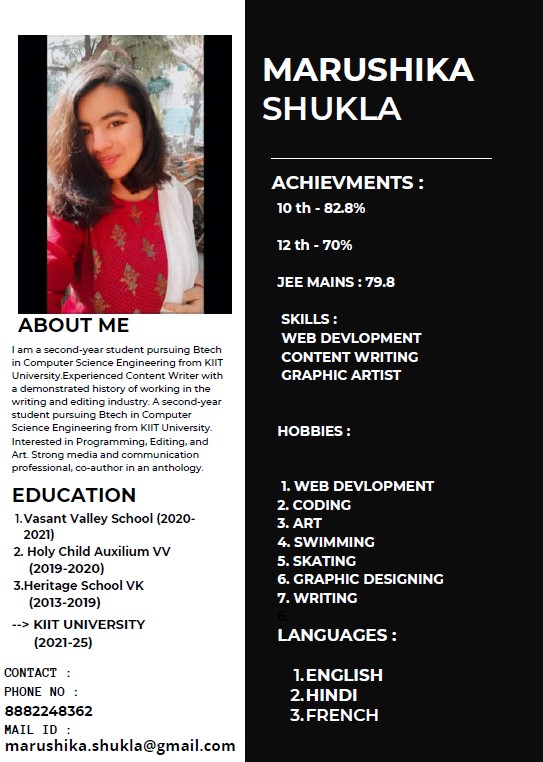 MARUSHIKA
SHUKLA
ACHIEVMENTS :
10 th - 82.8%
12 th - 70%
JEE MAINS : 79.8
SKILLS :
WEB DEVLOPMENT
CONTENT WRITING
GRAPHIC ARTIST
HOBBIES :
1. WEB DEVLOPMENT
2. CODING
3. ART
4. SWIMMING
5. SKATING
6. GRAPHIC DESIGNING
7. WRITING
6.
LANGUAGES :
1.ENGLISH
2.HINDI
3.FRENCH
ABOUT ME
I am a second-year student pursuing Btech
in Computer Science Engineering from KIIT
University.Experienced Content Writer with
a demonstrated history of working in the
writing and editing industry. A second-year
student pursuing Btech in Computer
Science Engineering from KIIT University.
Interested in Programming, Editing, and
Art. Strong media and communication
professional, co-author in an anthology.
EDUCATION
1.Vasant Valley School (2020-
2021)
2. Holy Child Auxilium VV
(2019-2020)
3.Heritage School VK
(2013-2019)
--> KIIT UNIVERSITY
(2021-25)
CONTACT :
PHONE NO :
8882248362
MAIL ID :
marushika.shukla@gmail.com